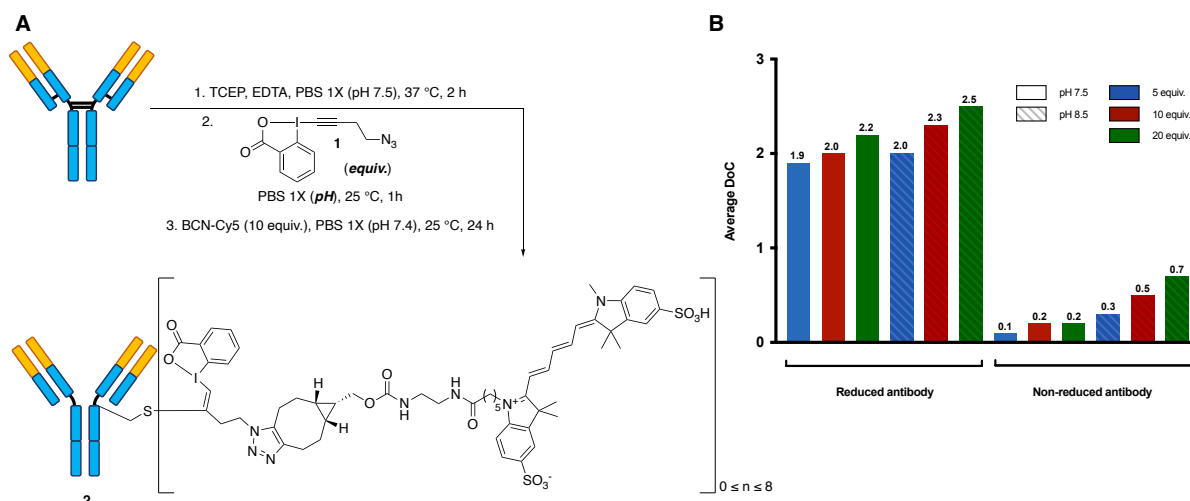 A
1. TCEP, EDTA, PBS 1X (pH 7.5), 37 °C, 2 h
2.
O
I
O
1
N3
(equiv.)
PBS 1X (pH), 25 °C, 1h
3. BCN-Cy5 (10 equiv.), PBS 1X (pH 7.4), 25 °C, 24 h
O
O
I
S
N
N
N
H
H
O
O
N
H
H
N
O
5
N+
N
SO3H
SO3-
0 ≤ n ≤ 8
2
B
Average DoC
3
2
1
0
pH 7.5
pH 8.5
5 equiv.
10 equiv.
20 equiv.
1.9
2.0
2.2
2.0
2.3
2.5
0.1
0.2
0.2
0.3
0.5
0.7
Reduced antibody
Non-reduced antibody